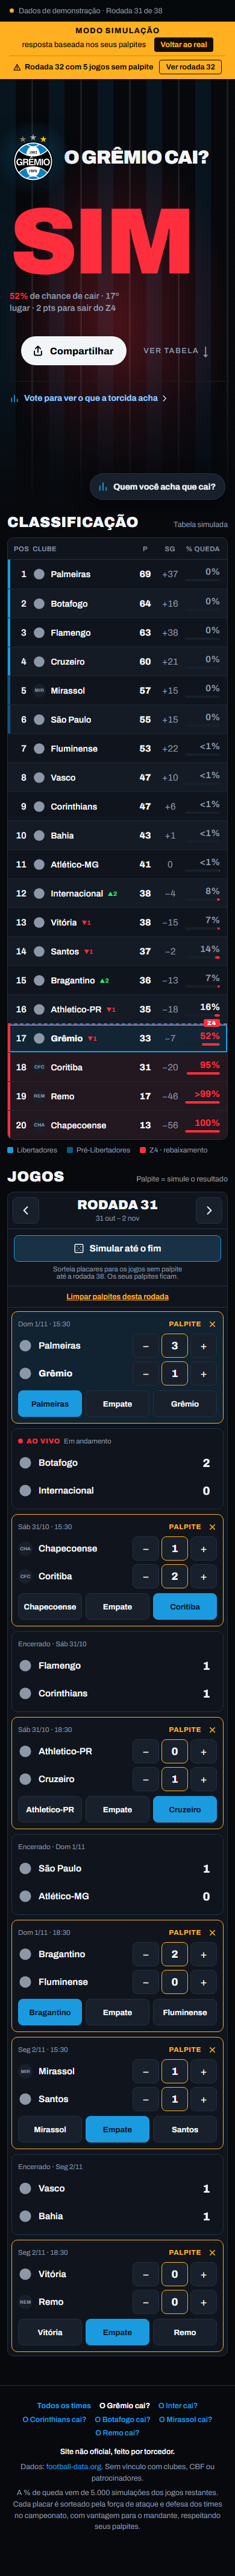 Dados de demonstração · Rodada 31 de 38
MODO SIMULAÇÃO
resposta baseada nos seus palpites
Voltar ao real
Rodada 32 com 5 jogos sem palpite
Ver rodada 32
GRÊMIO
O GRÊMIO CAI?
SIM
52% de chance de cair · 17º
lugar · 2 pts para sair do Z4
Compartilhar
VER TABELA ↓
Vote para ver o que a torcida acha
Quem você acha que cai?
CLASSIFICAÇÃO
Tabela simulada
POS CLUBE P SG % QUEDA
1 Palmeiras 69 +37 0%
2 Botafogo 64 +16 0%
3 Flamengo 63 +38 0%
4 Cruzeiro 60 +21 0%
5 MIR Mirassol 57 +15 0%
6 São Paulo 55 +15 0%
7 Fluminense 53 +22 <1%
8 Vasco 47 +10 <1%
9 Corinthians 47 +6 <1%
10 Bahia 43 +1 <1%
11 Atlético-MG 41 0 <1%
12 Internacional ▲2 38 −4 8%
13 Vitória ▼1 38 −15 7%
14 Santos ▼1 37 −2 14%
15 Bragantino ▲2 36 −13 7%
16 Athletico-PR ▼1 35 −18 16%
Z4
17 Grêmio ▼1 33 −7 52%
18 CFC Coritiba 31 −20 95%
19 REM Remo 17 −46 >99%
20 CHA Chapecoense 13 −56 100%
Libertadores
Pré-Libertadores
Z4 · rebaixamento
JOGOS
Palpite = simule o resultado
RODADA 31
31 out – 2 nov
Simular até o fim
Sorteia placares para os jogos sem palpite
até a rodada 38. Os seus palpites ficam.
Limpar palpites desta rodada
Dom 1/11 · 15:30 PALPITE ×
Palmeiras − 3 +
Grêmio − 1 +
Palmeiras Empate Grêmio
AO VIVO Em andamento
Botafogo 2
Internacional 0
Sáb 31/10 · 15:30 PALPITE ×
CHA Chapecoense − 1 +
CFC Coritiba − 2 +
Chapecoense Empate Coritiba
Encerrado · Sáb 31/10
Flamengo 1
Corinthians 1
Sáb 31/10 · 18:30 PALPITE ×
Athletico-PR − 0 +
Cruzeiro − 1 +
Athletico-PR Empate Cruzeiro
Encerrado · Dom 1/11
São Paulo 1
Atlético-MG 0
Dom 1/11 · 18:30 PALPITE ×
Bragantino − 2 +
Fluminense − 0 +
Bragantino Empate Fluminense
Seg 2/11 · 15:30 PALPITE ×
MIR Mirassol − 1 +
Santos − 1 +
Mirassol Empate Santos
Encerrado · Seg 2/11
Vasco 1
Bahia 1
Seg 2/11 · 18:30 PALPITE ×
Vitória − 0 +
REM Remo − 0 +
Vitória Empate Remo
Todos os times O Grêmio cai? O Inter cai?
O Corinthians cai? O Botafogo cai? O Mirassol cai?
O Remo cai?
Site não oficial, feito por torcedor.
Dados: football-data.org. Sem vínculo com clubes, CBF ou
patrocinadores.
A % de queda vem de 5.000 simulações dos jogos restantes.
Cada placar é sorteado pela força de ataque e defesa dos times
no campeonato, com vantagem para o mandante, respeitando
seus palpites.